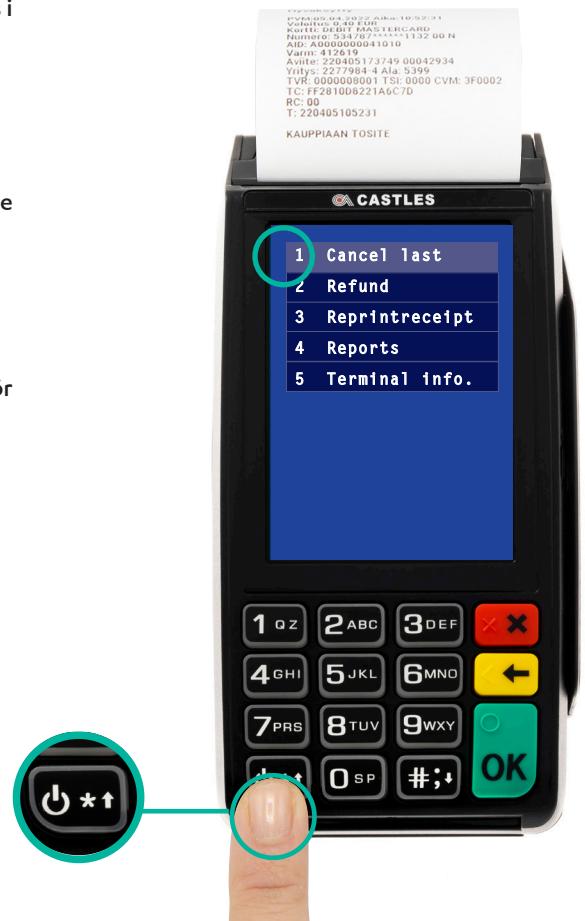 i
e
ör
PVM:05.04.2022 Aika:10:52:31
Veloitus 0,40 EUR
Kortti: DEBIT MASTERCARD
Numero: 534787******1132 00 N
AID: A0000000041010
Varm: 412619
Aviite: 220405173749 00042934
Yritys: 2277984-4 Ala: 5399
TVR: 0000008001 TSI: 0000 CVM: 3F0002
TC: FF2810D8221A6C7D
RC: 00
T: 220405105231
KAUPPIAAN TOSITE
CASTLES
1 Cancel last
2 Refund
3 Reprintreceipt
4 Reports
5 Terminal info.
1 QZ 2 ABC 3 DEF
4 GHI 5 JKL 6 MNO
7 PRS 8 TUV 9 WXY
0 SP #;
OK
*